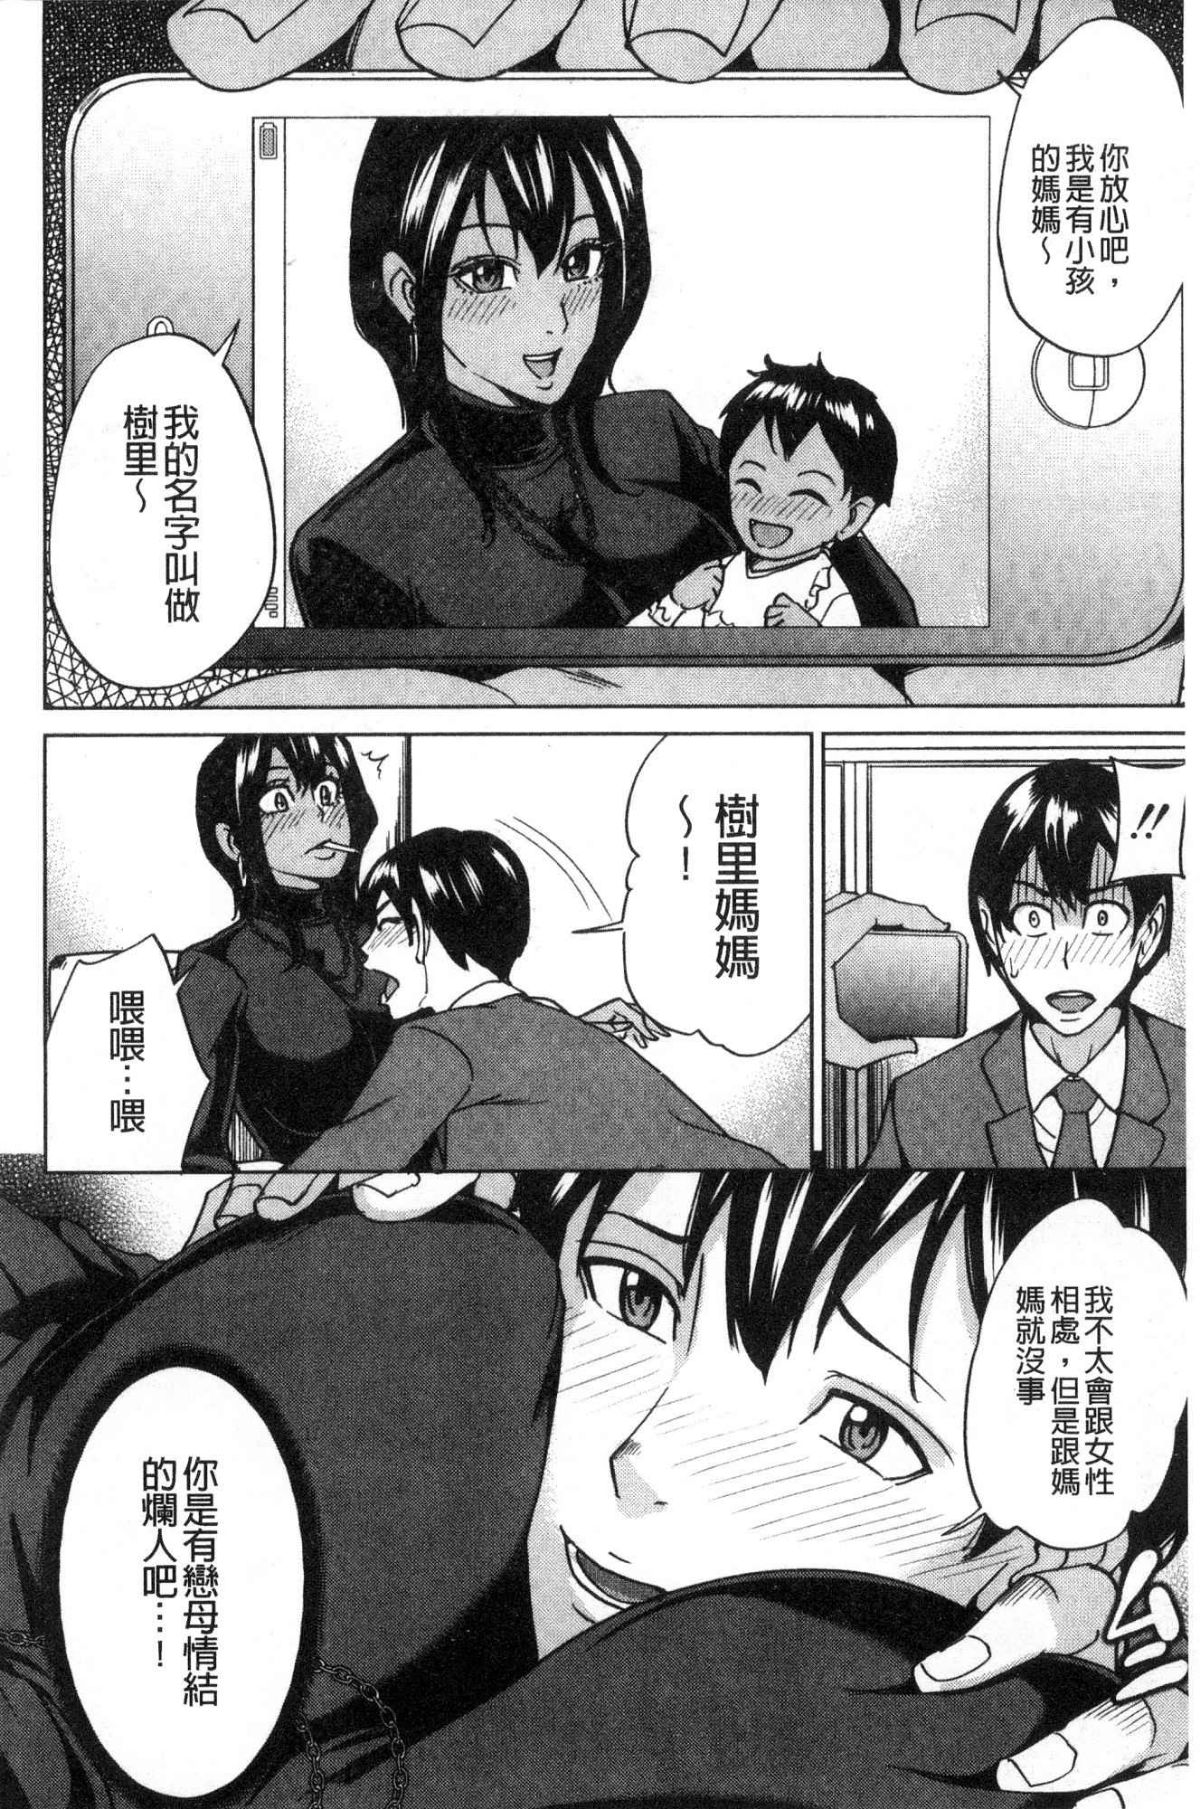 你放心吧，
我是有小孩
的媽媽～
我的名字叫做
樹里～
!!
樹里媽媽
～！
喂喂…喂
我不太會跟女性
相處，但是跟媽
媽就沒事
你是有戀母情結
的爛人吧…！